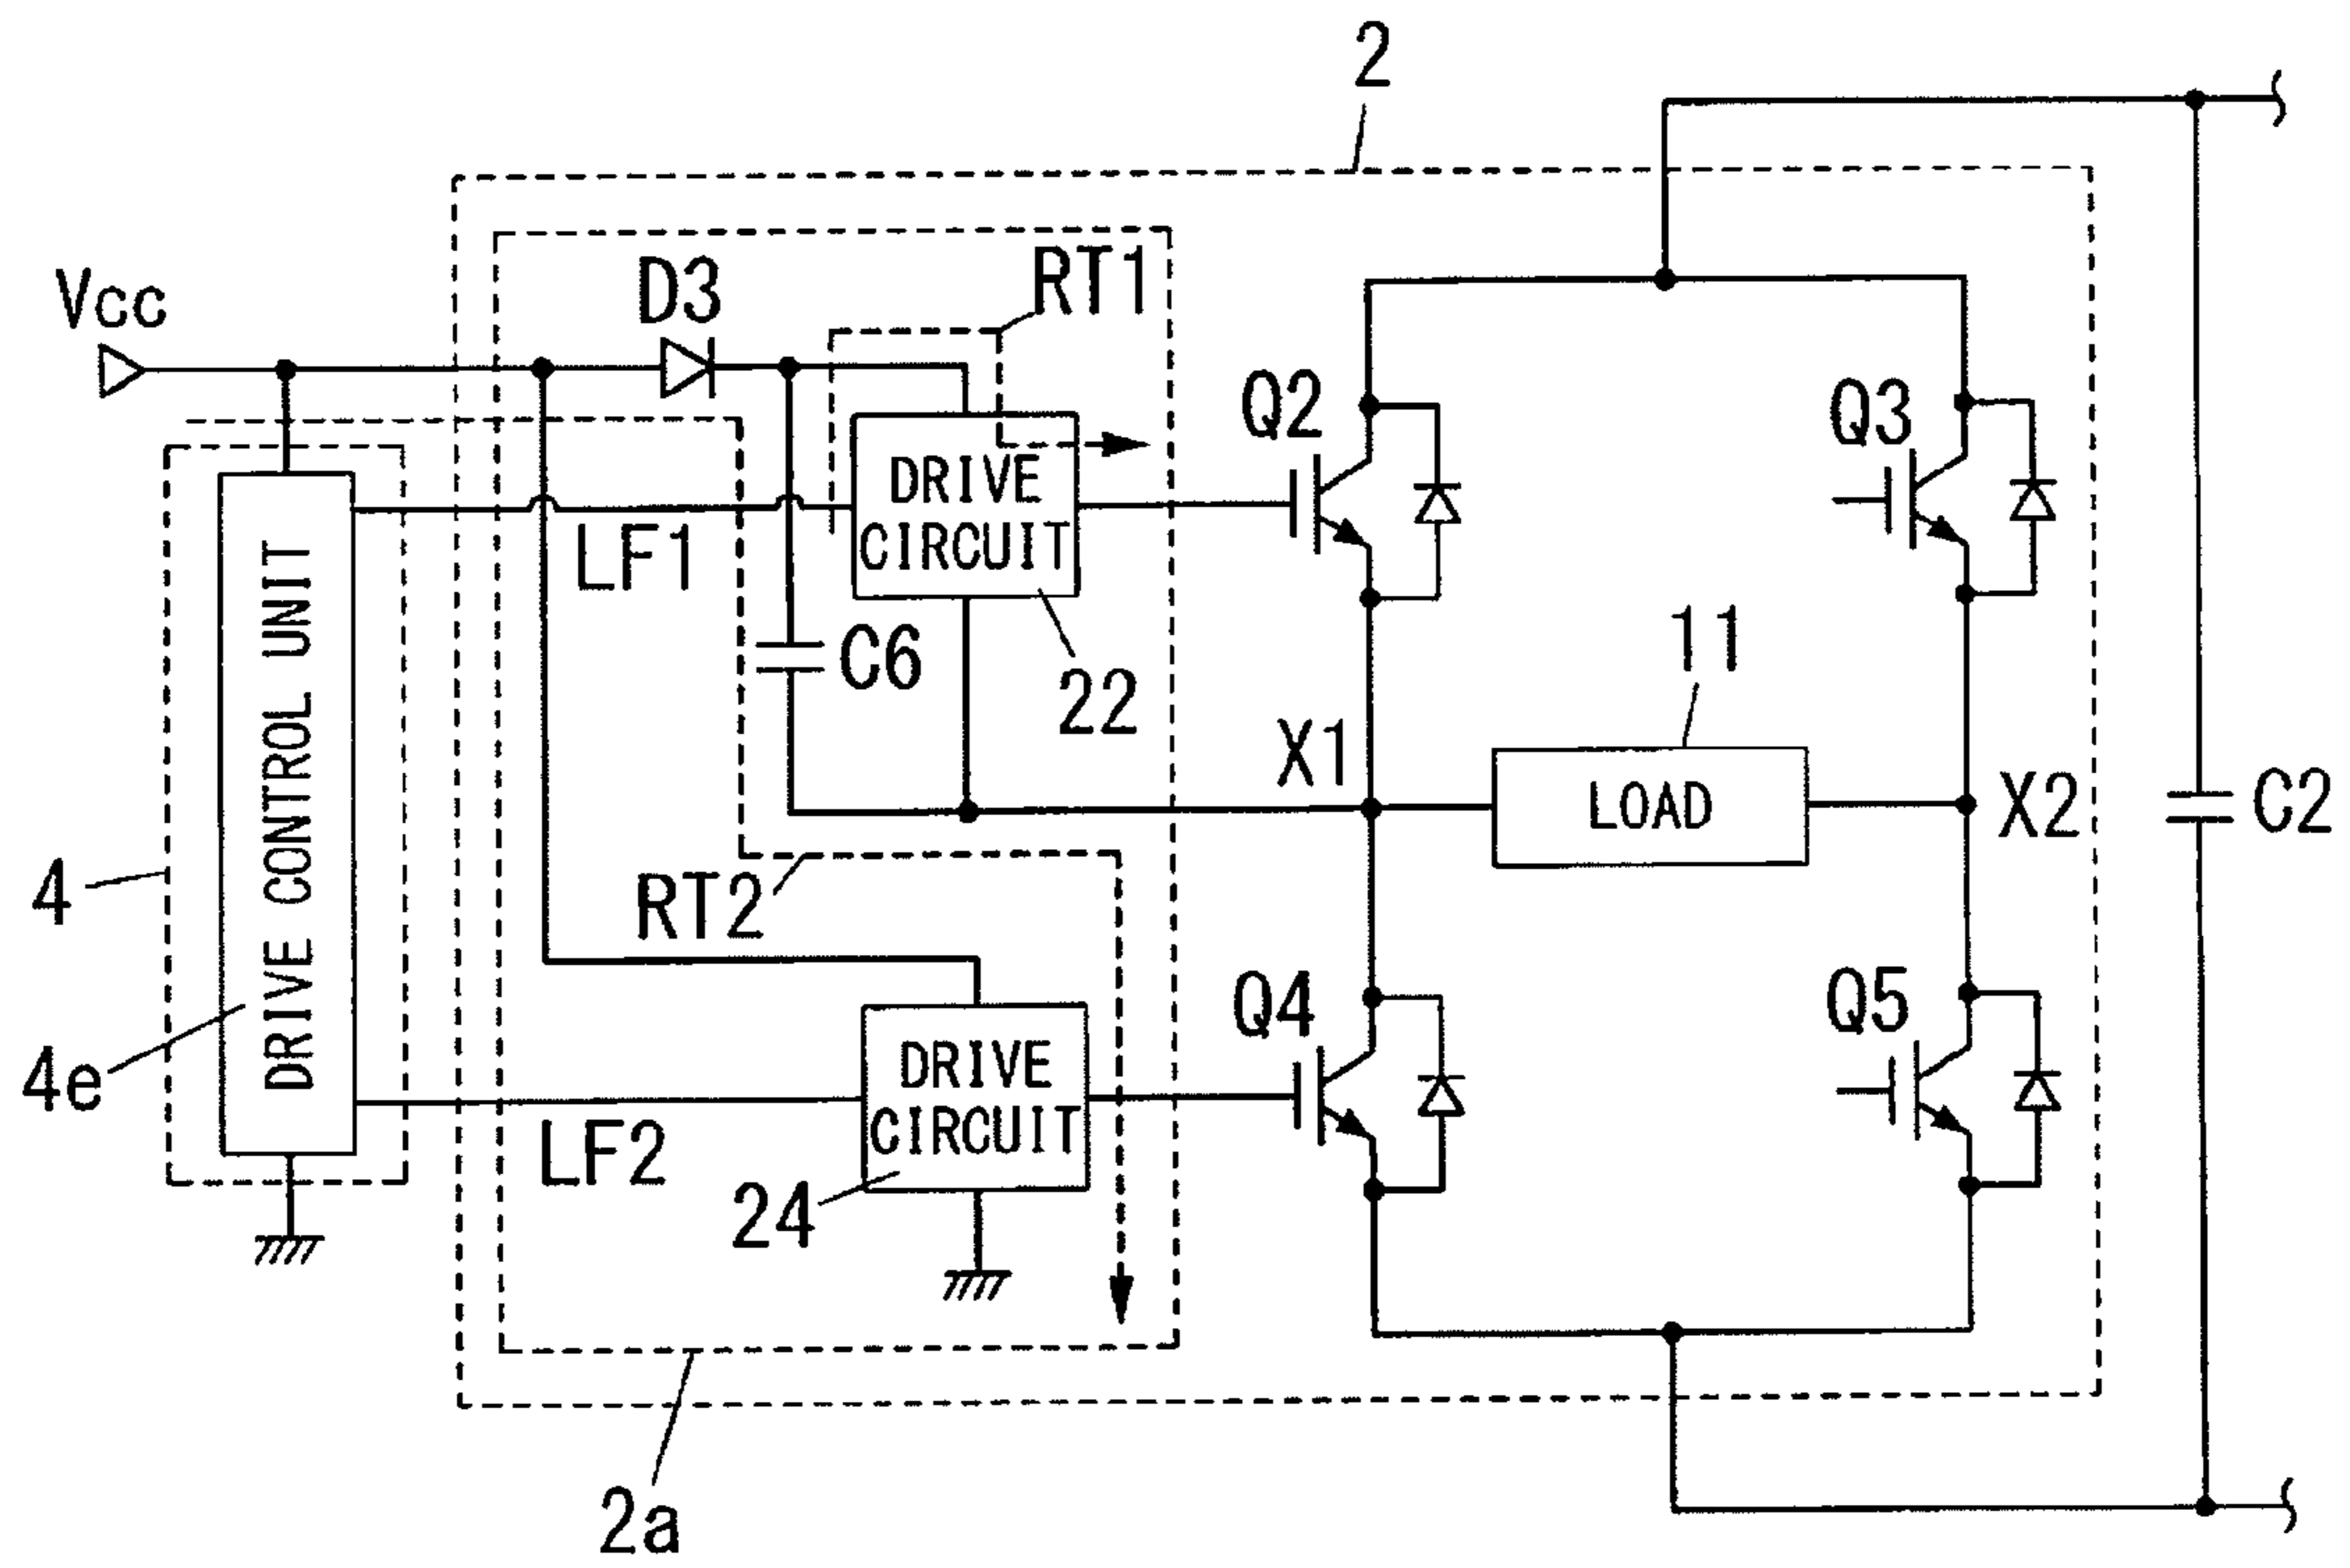 2
Vcc
D3
RT1
Q2
Q3
DRIVE
CIRCUIT
LF1
C6
22
11
X1
LOAD
X2
C2
DRIVE CONTROL UNIT
4
RT2
4e
Q4
Q5
DRIVE
CIRCUIT
LF2
24
2a